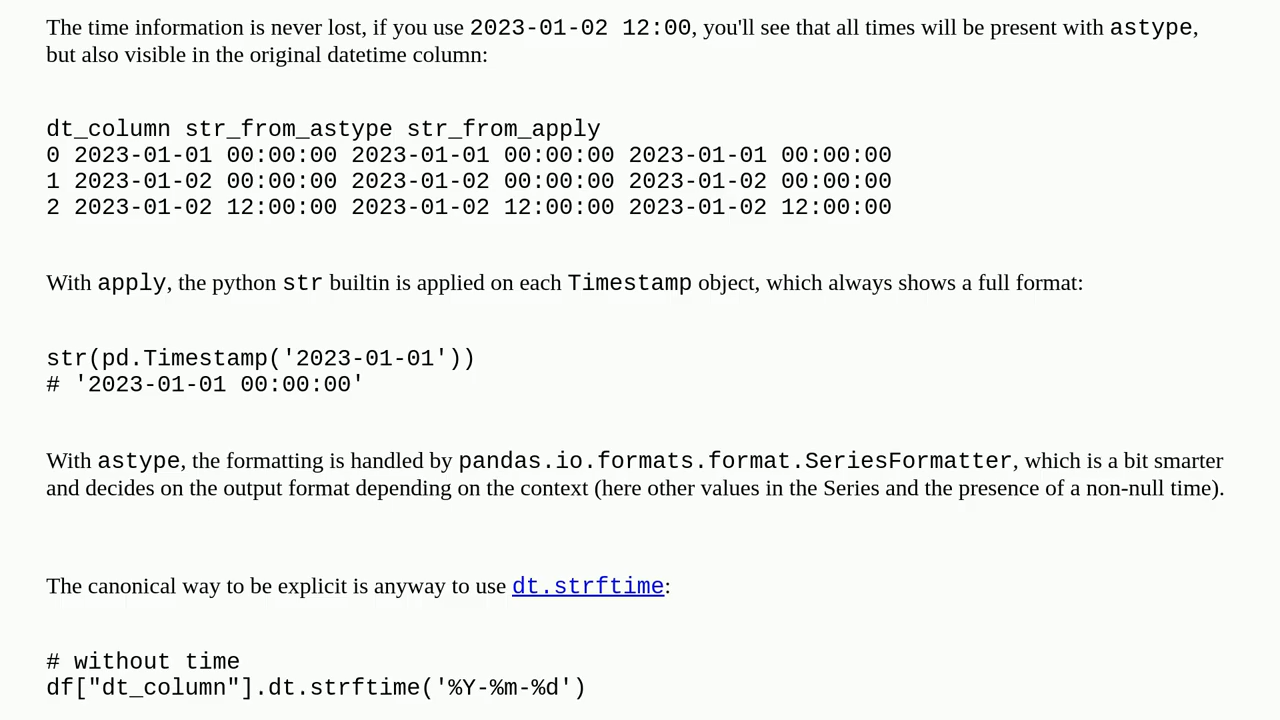 The time information is never lost, if you use 2023-01-02 12:00, you'll see that all times will be present with astype,
but also visible in the original datetime column:
dt_column str_from_astype str_from_apply
0 2023-01-01 00:00:00 2023-01-01 00:00:00 2023-01-01 00:00:00
1 2023-01-02 00:00:00 2023-01-02 00:00:00 2023-01-02 00:00:00
2 2023-01-02 12:00:00 2023-01-02 12:00:00 2023-01-02 12:00:00
With apply, the python str builtin is applied on each Timestamp object, which always shows a full format:
str(pd.Timestamp('2023-01-01'))
# '2023-01-01 00:00:00'
With astype, the formatting is handled by pandas.io.formats.format.SeriesFormatter, which is a bit smarter
and decides on the output format depending on the context (here other values in the Series and the presence of a non-null time).
The canonical way to be explicit is anyway to use dt.strftime:
# without time
df["dt_column"].dt.strftime('%Y-%m-%d')